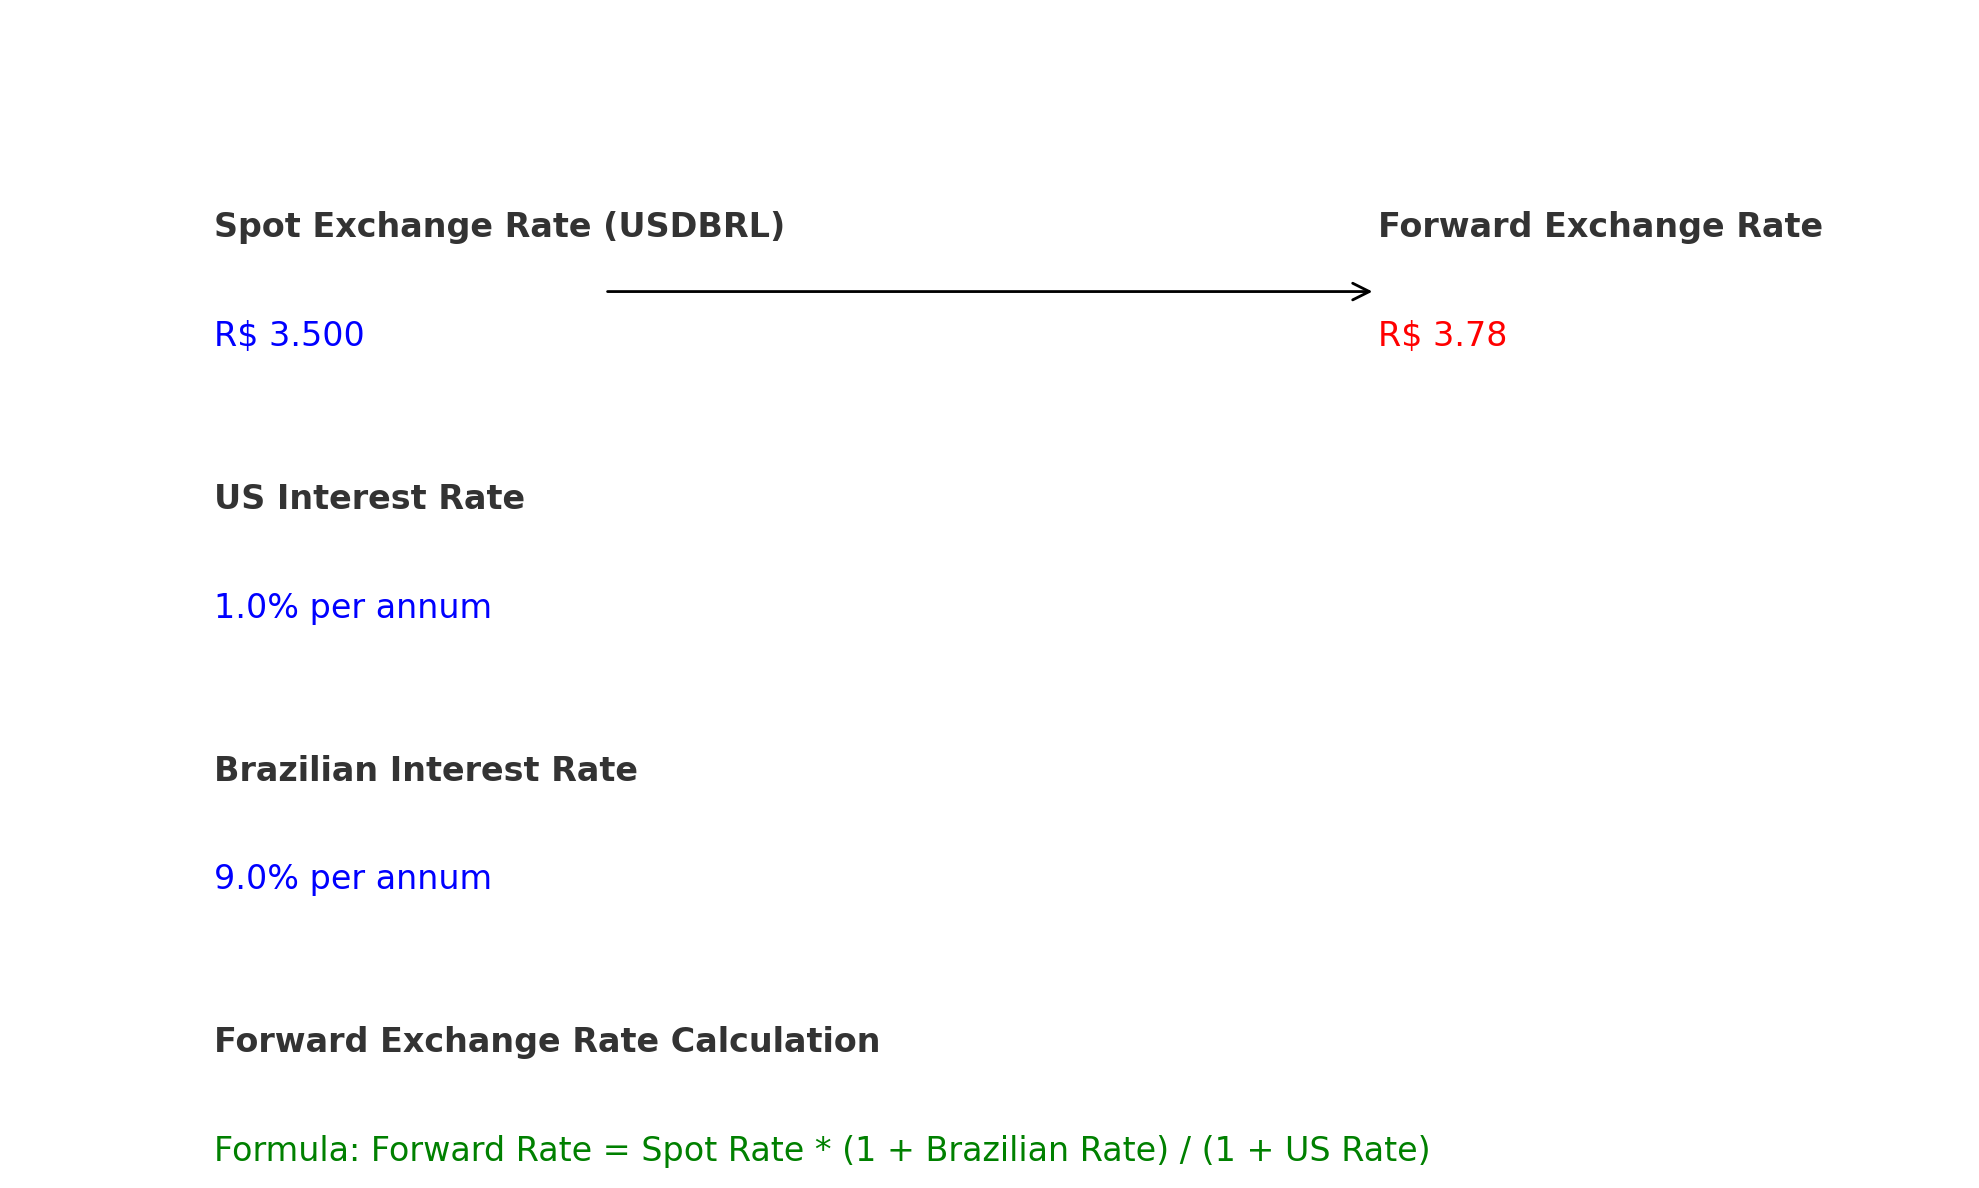 Spot Exchange Rate (USDBRL)
Forward Exchange Rate
R$ 3.500
R$ 3.78
US Interest Rate
1.0% per annum
Brazilian Interest Rate
9.0% per annum
Forward Exchange Rate Calculation
Formula: Forward Rate = Spot Rate * (1 + Brazilian Rate) / (1 + US Rate)